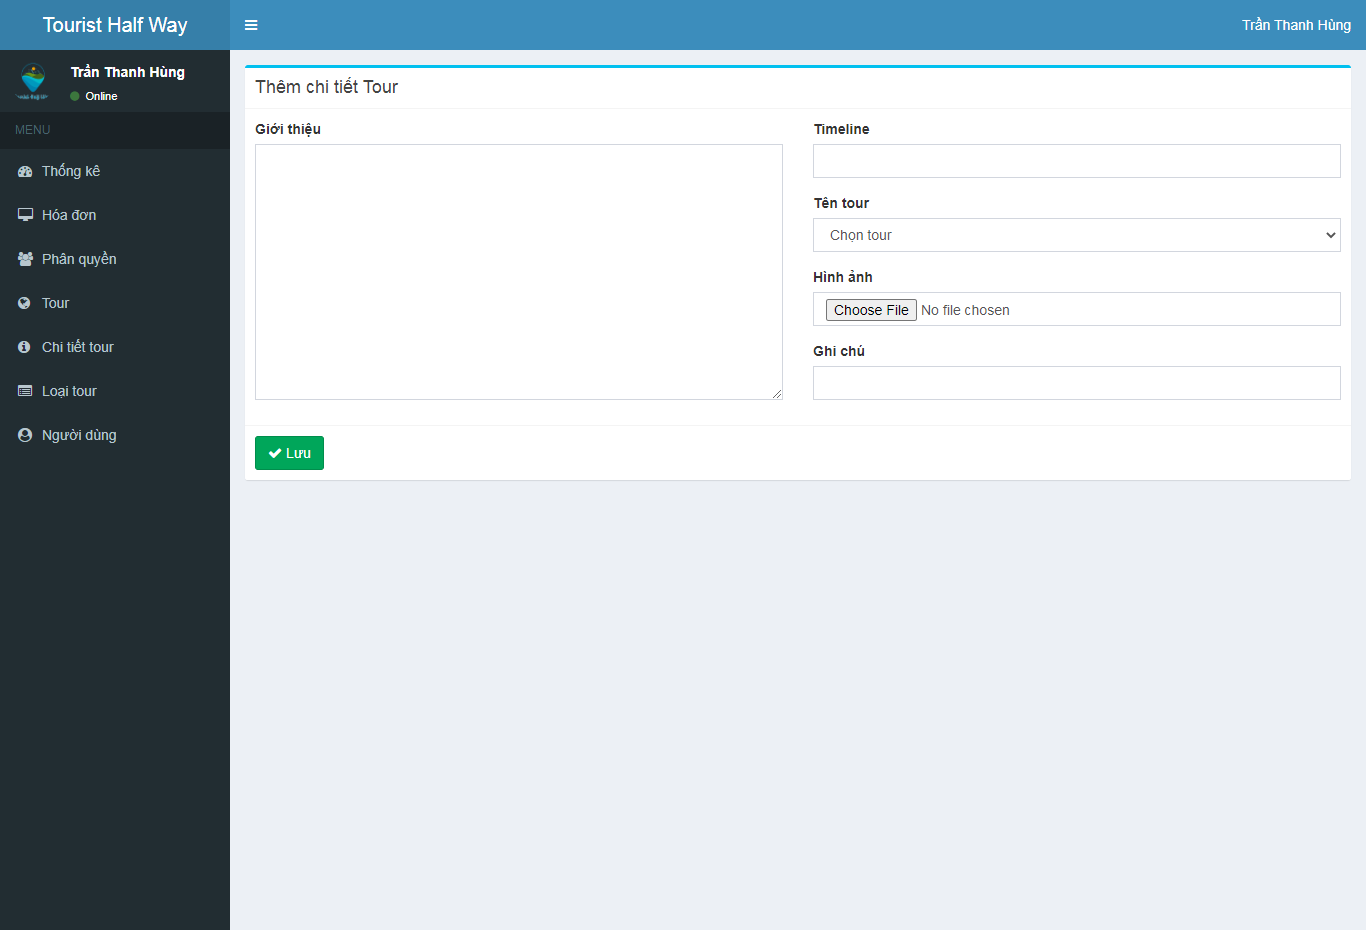 Tourist Half Way
Trần Thanh Hùng
Trần Thanh Hùng
Online
MENU
Thống kê
Hóa đơn
Phân quyền
Tour
Chi tiết tour
Loại tour
Người dùng
Thêm chi tiết Tour
Giới thiệu
Timeline
Tên tour
Chọn tour
Hình ảnh
Choose File No file chosen
Ghi chú
Lưu